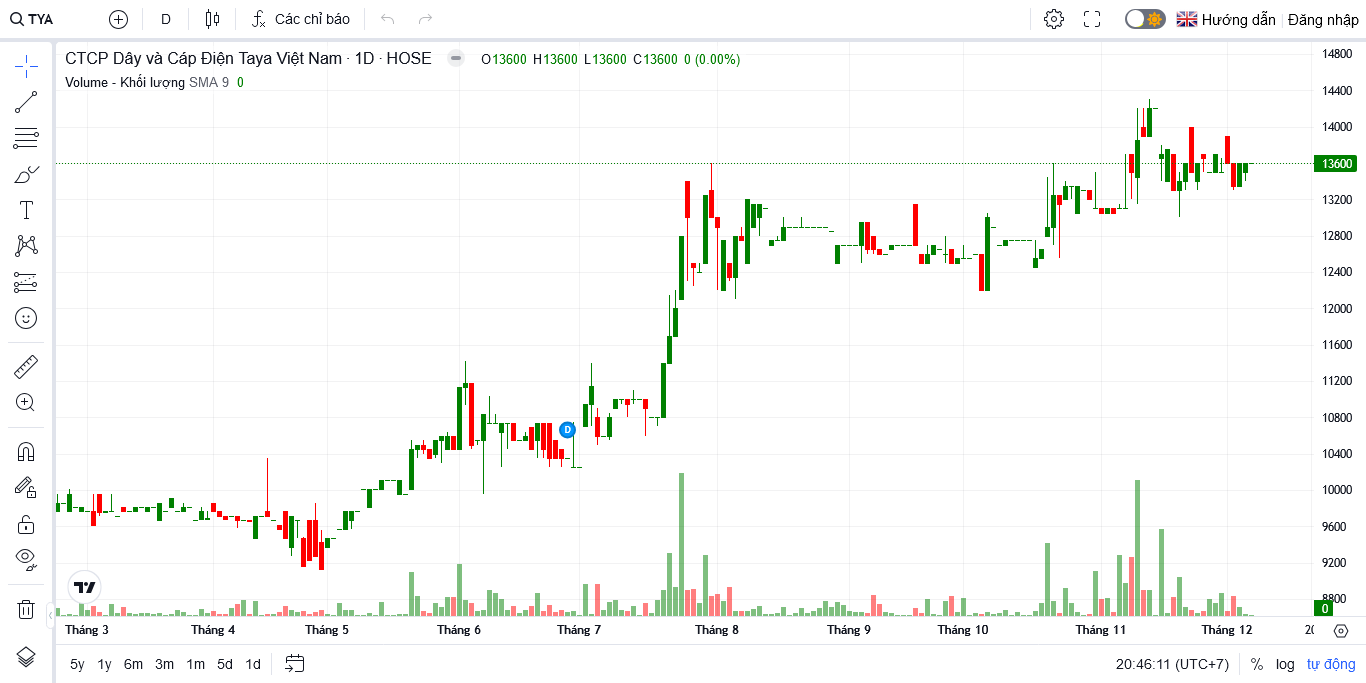 TYA D Các chỉ báo Hướng dẫn Đăng nhập
CTCP Dây và Cáp Điện Taya Việt Nam · 1D · HOSE O13600 H13600 L13600 C13600 0 (0.00%)
Volume - Khối lượng SMA 9 0
14800
14400
14000
13600
13200
12800
12400
12000
11600
11200
10800
D
10400
10000
9600
9200
8800
0
Tháng 3 Tháng 4 Tháng 5 Tháng 6 Tháng 7 Tháng 8 Tháng 9 Tháng 10 Tháng 11 Tháng 12
5y 1y 6m 3m 1m 5d 1d 20:46:11 (UTC+7) % log tự động